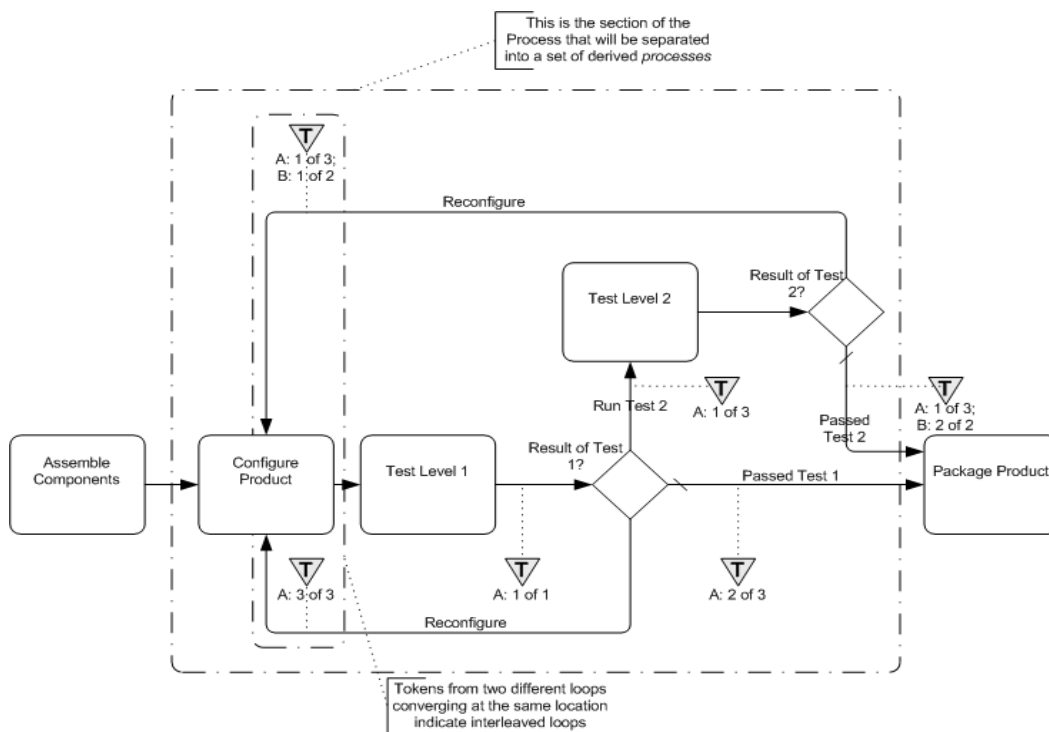 This is the section of the
Process that will be separated
into a set of derived processes
T
A: 1 of 3;
B: 1 of 2
Reconfigure
Test Level 2
Result of Test
2?
T
A: 1 of 3
Run Test 2
T
A: 1 of 3;
B: 2 of 2
Passed
Test 2
Assemble
Components
Configure
Product
Test Level 1
Result of Test
1?
Passed Test 1
Package Product
T
A: 3 of 3
T
A: 1 of 1
T
A: 2 of 3
Reconfigure
Tokens from two different loops
converging at the same location
indicate interleaved loops